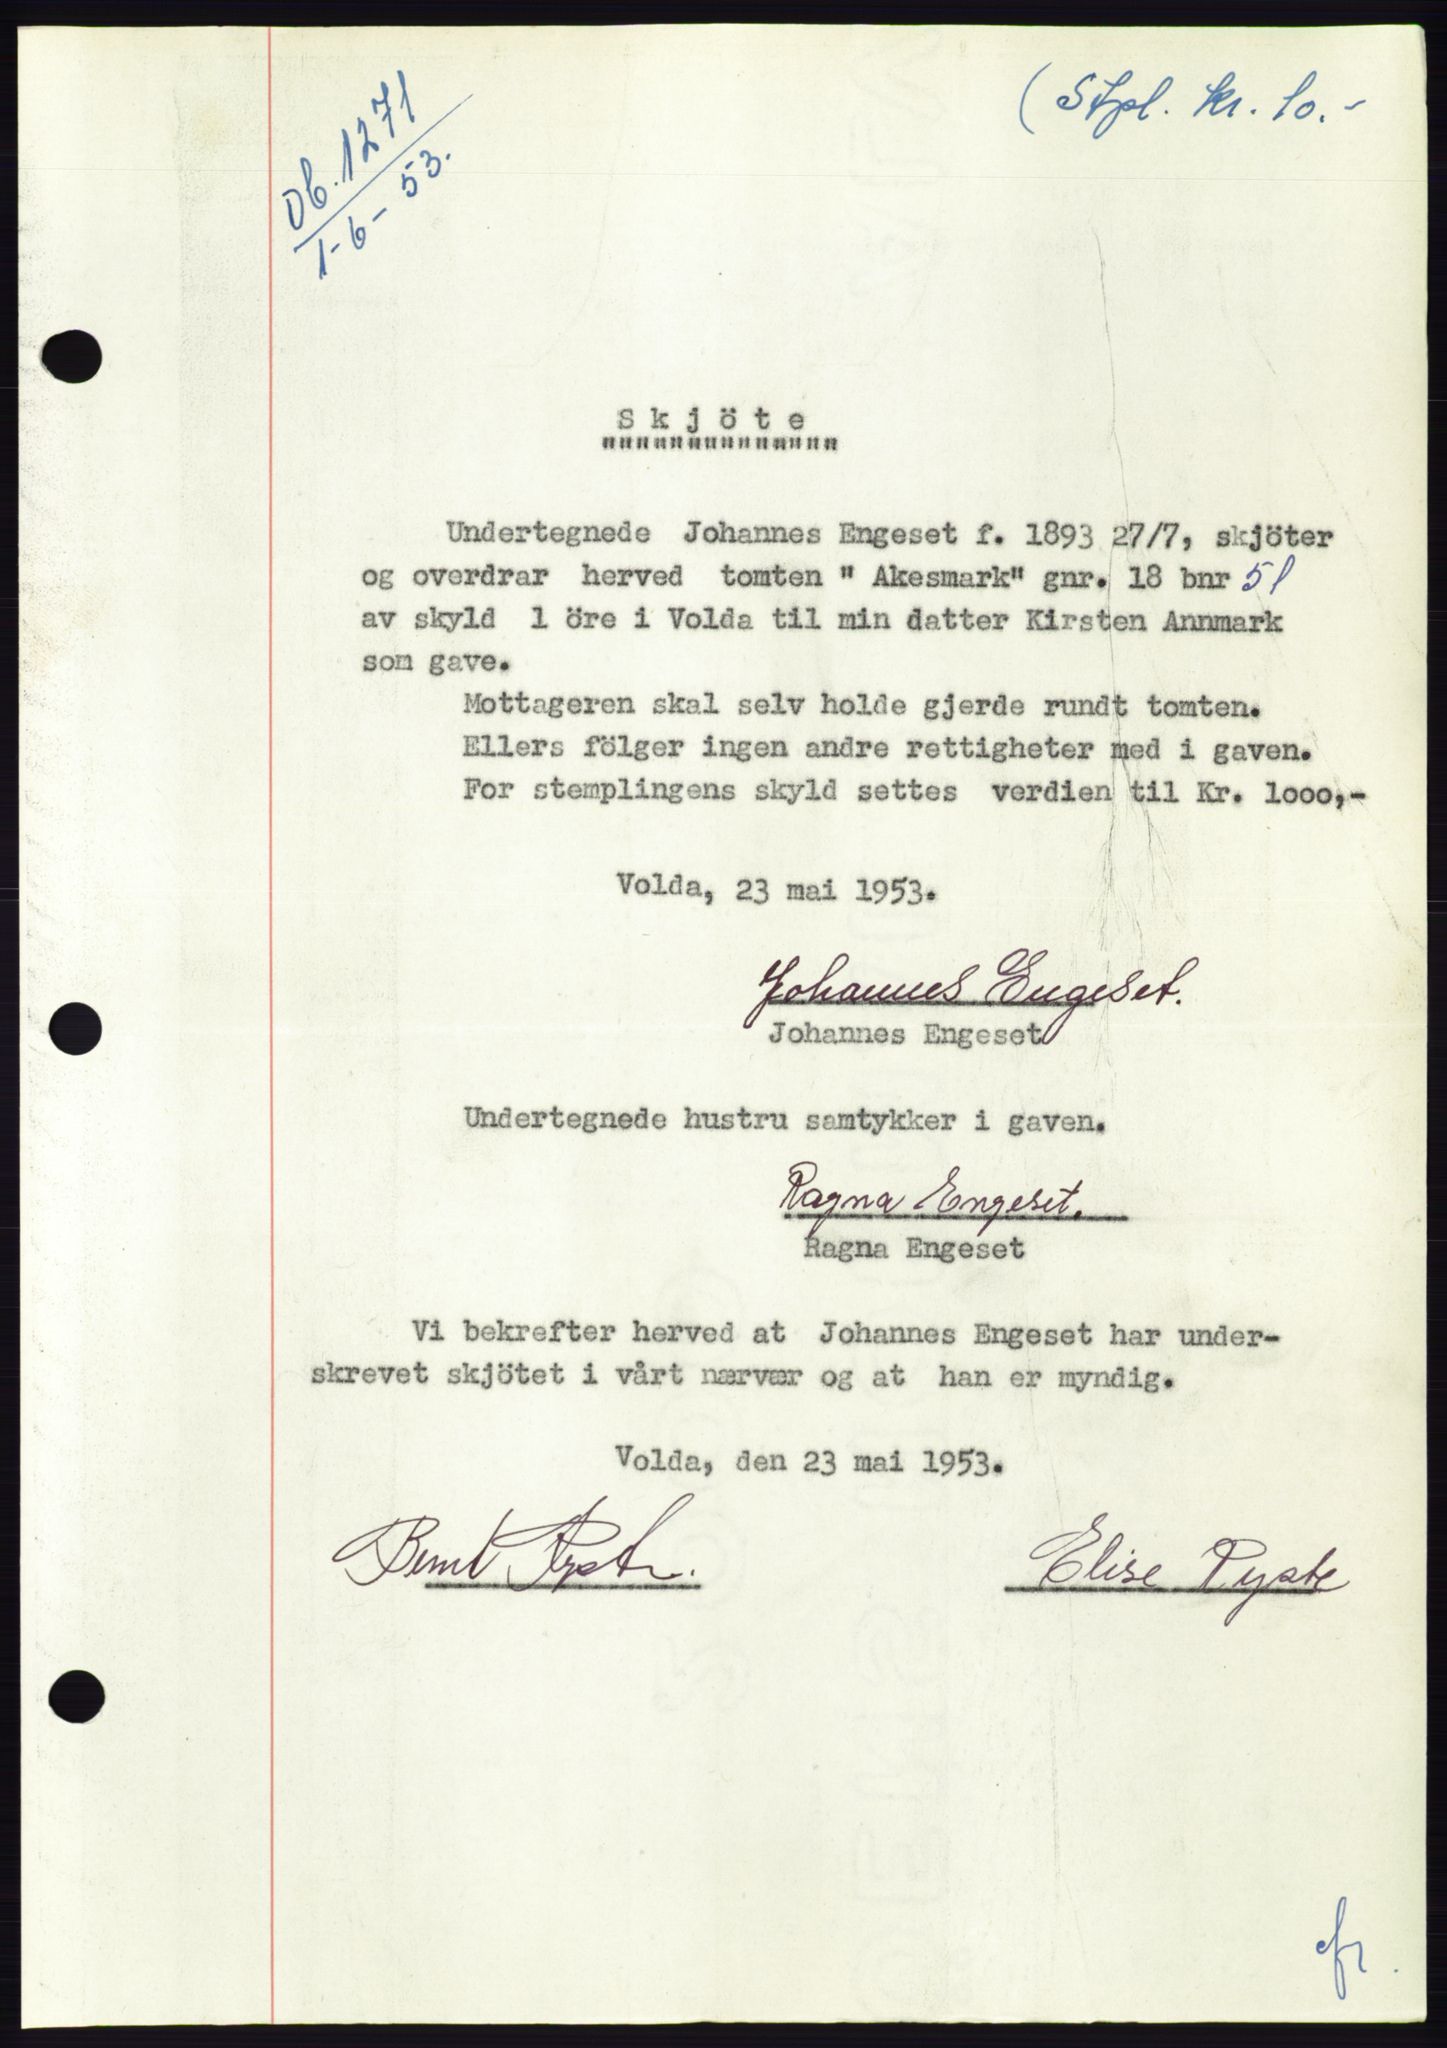 (Stpl. kr. 10.-
Db. 1271
1-6-53.
Skjöte
""""""""""""""
Undertegnede Johannes Engeset f. 1893 27/7, skjöter
og overdrar herved tomten " Akesmark" gnr. 18 bnr 51
av skyld 1 öre i Volda til min datter Kirsten Annmark
som gave.
Mottageren skal selv holde gjerde rundt tomten.
Ellers fölger ingen andre rettigheter med i gaven.
For stemplingens skyld settes verdien til Kr. 1ooo,-
Volda, 23 mai 1953.
Johannes Engeset.
Johannes Engeset
Undertegnede hustru samtykker i gaven.
Ragna Engeset.
Ragna Engeset
Vi bekrefter herved at Johannes Engeset har under-
skrevet skjötet i vårt nærvær og at han er myndig.
Volda, den 23 mai 1953.
Bernt Ryste.
Elise Ryste